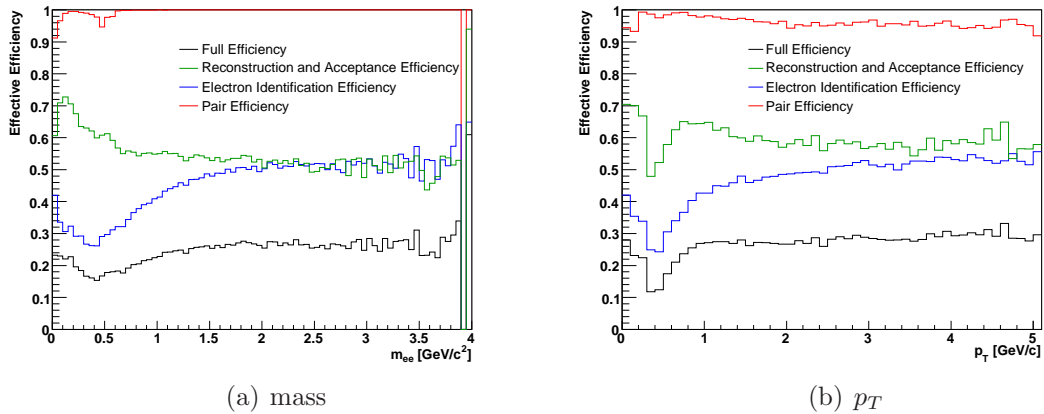 Effective Efficiency
1
0.9
0.8
0.7
0.6
0.5
0.4
0.3
0.2
0.1
0
Full Efficiency
Reconstruction and Acceptance Efficiency
Electron Identification Efficiency
Pair Efficiency
0 0.5 1 1.5 2 2.5 3 3.5 4
m_ee [GeV/c²]
(a) mass
Effective Efficiency
1
0.9
0.8
0.7
0.6
0.5
0.4
0.3
0.2
0.1
0
Full Efficiency
Reconstruction and Acceptance Efficiency
Electron Identification Efficiency
Pair Efficiency
0 1 2 3 4 5
p_T [GeV/c]
(b) p_T